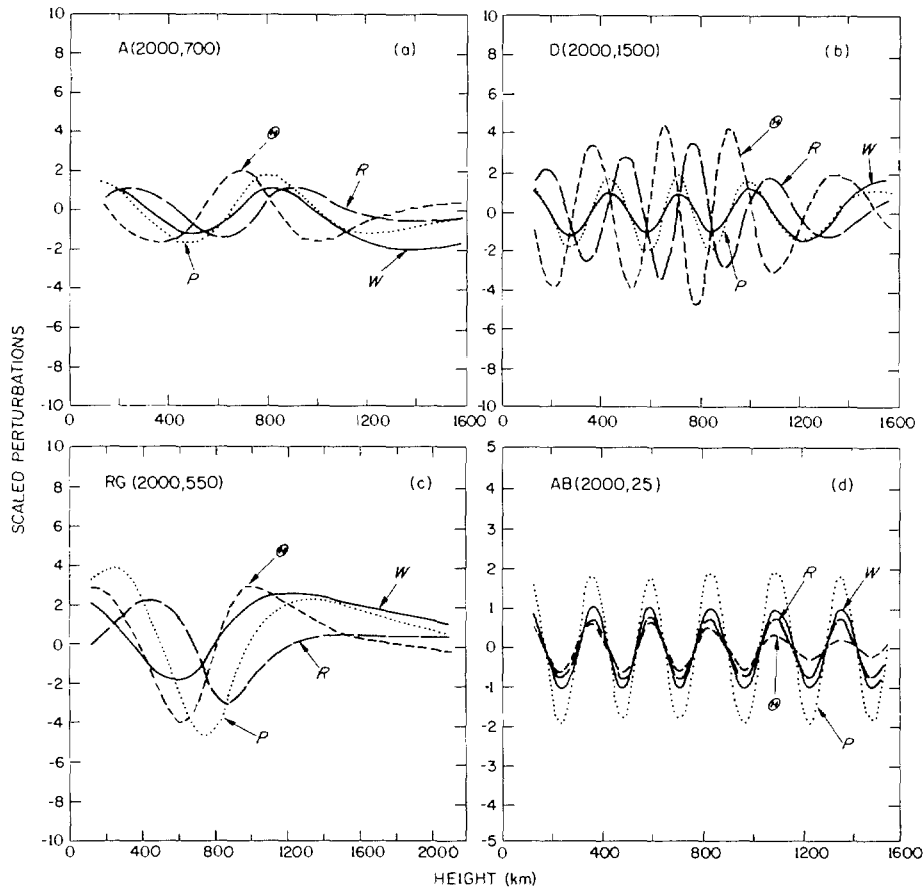 SCALED PERTURBATIONS
A(2000,700) (a)
10
8
6
4
2
0
-2
-4
-6
-8
-10
Θ
R
P
W
0 400 800 1200 1600
D(2000,1500) (b)
10
8
6
4
2
0
-2
-4
-6
-8
-10
Θ
R
W
P
0 400 800 1200 1600
RG (2000,550) (c)
10
8
6
4
2
0
-2
-4
-6
-8
-10
Θ
W
R
P
0 400 800 1200 1600 2000
AB(2000,25) (d)
5
4
3
2
1
0
-1
-2
-3
-4
-5
R
W
Θ
P
0 400 800 1200 1600
HEIGHT (km)